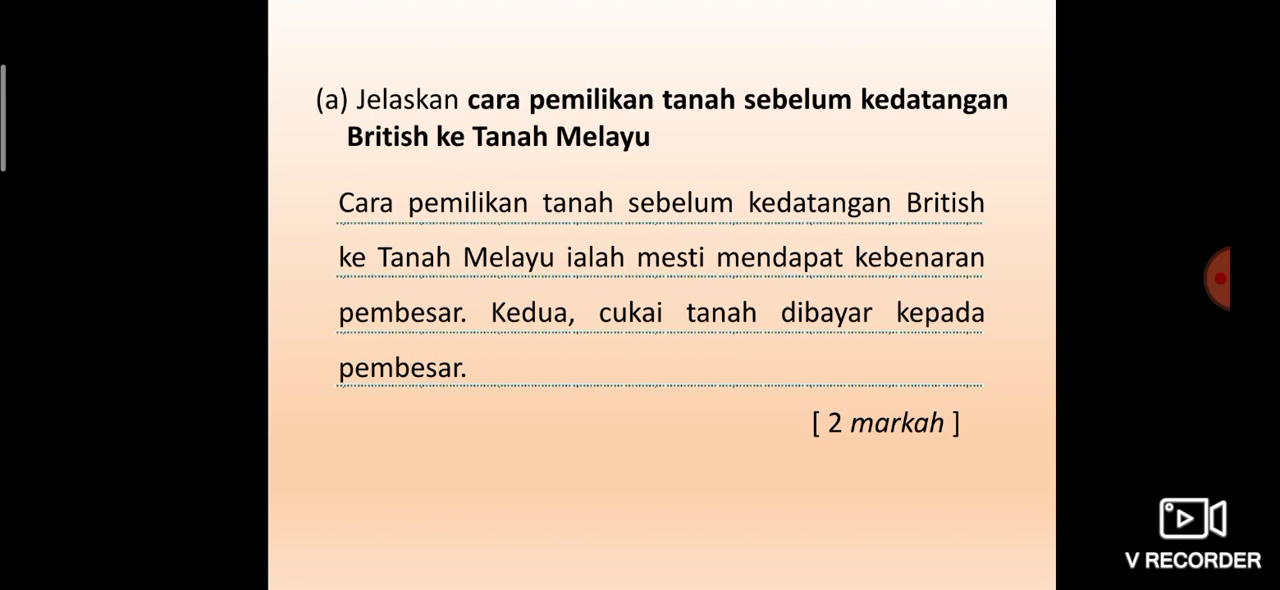 (a) Jelaskan cara pemilikan tanah sebelum kedatangan
British ke Tanah Melayu
Cara pemilikan tanah sebelum kedatangan British
ke Tanah Melayu ialah mesti mendapat kebenaran
pembesar. Kedua, cukai tanah dibayar kepada
pembesar.
[ 2 markah ]
V RECORDER